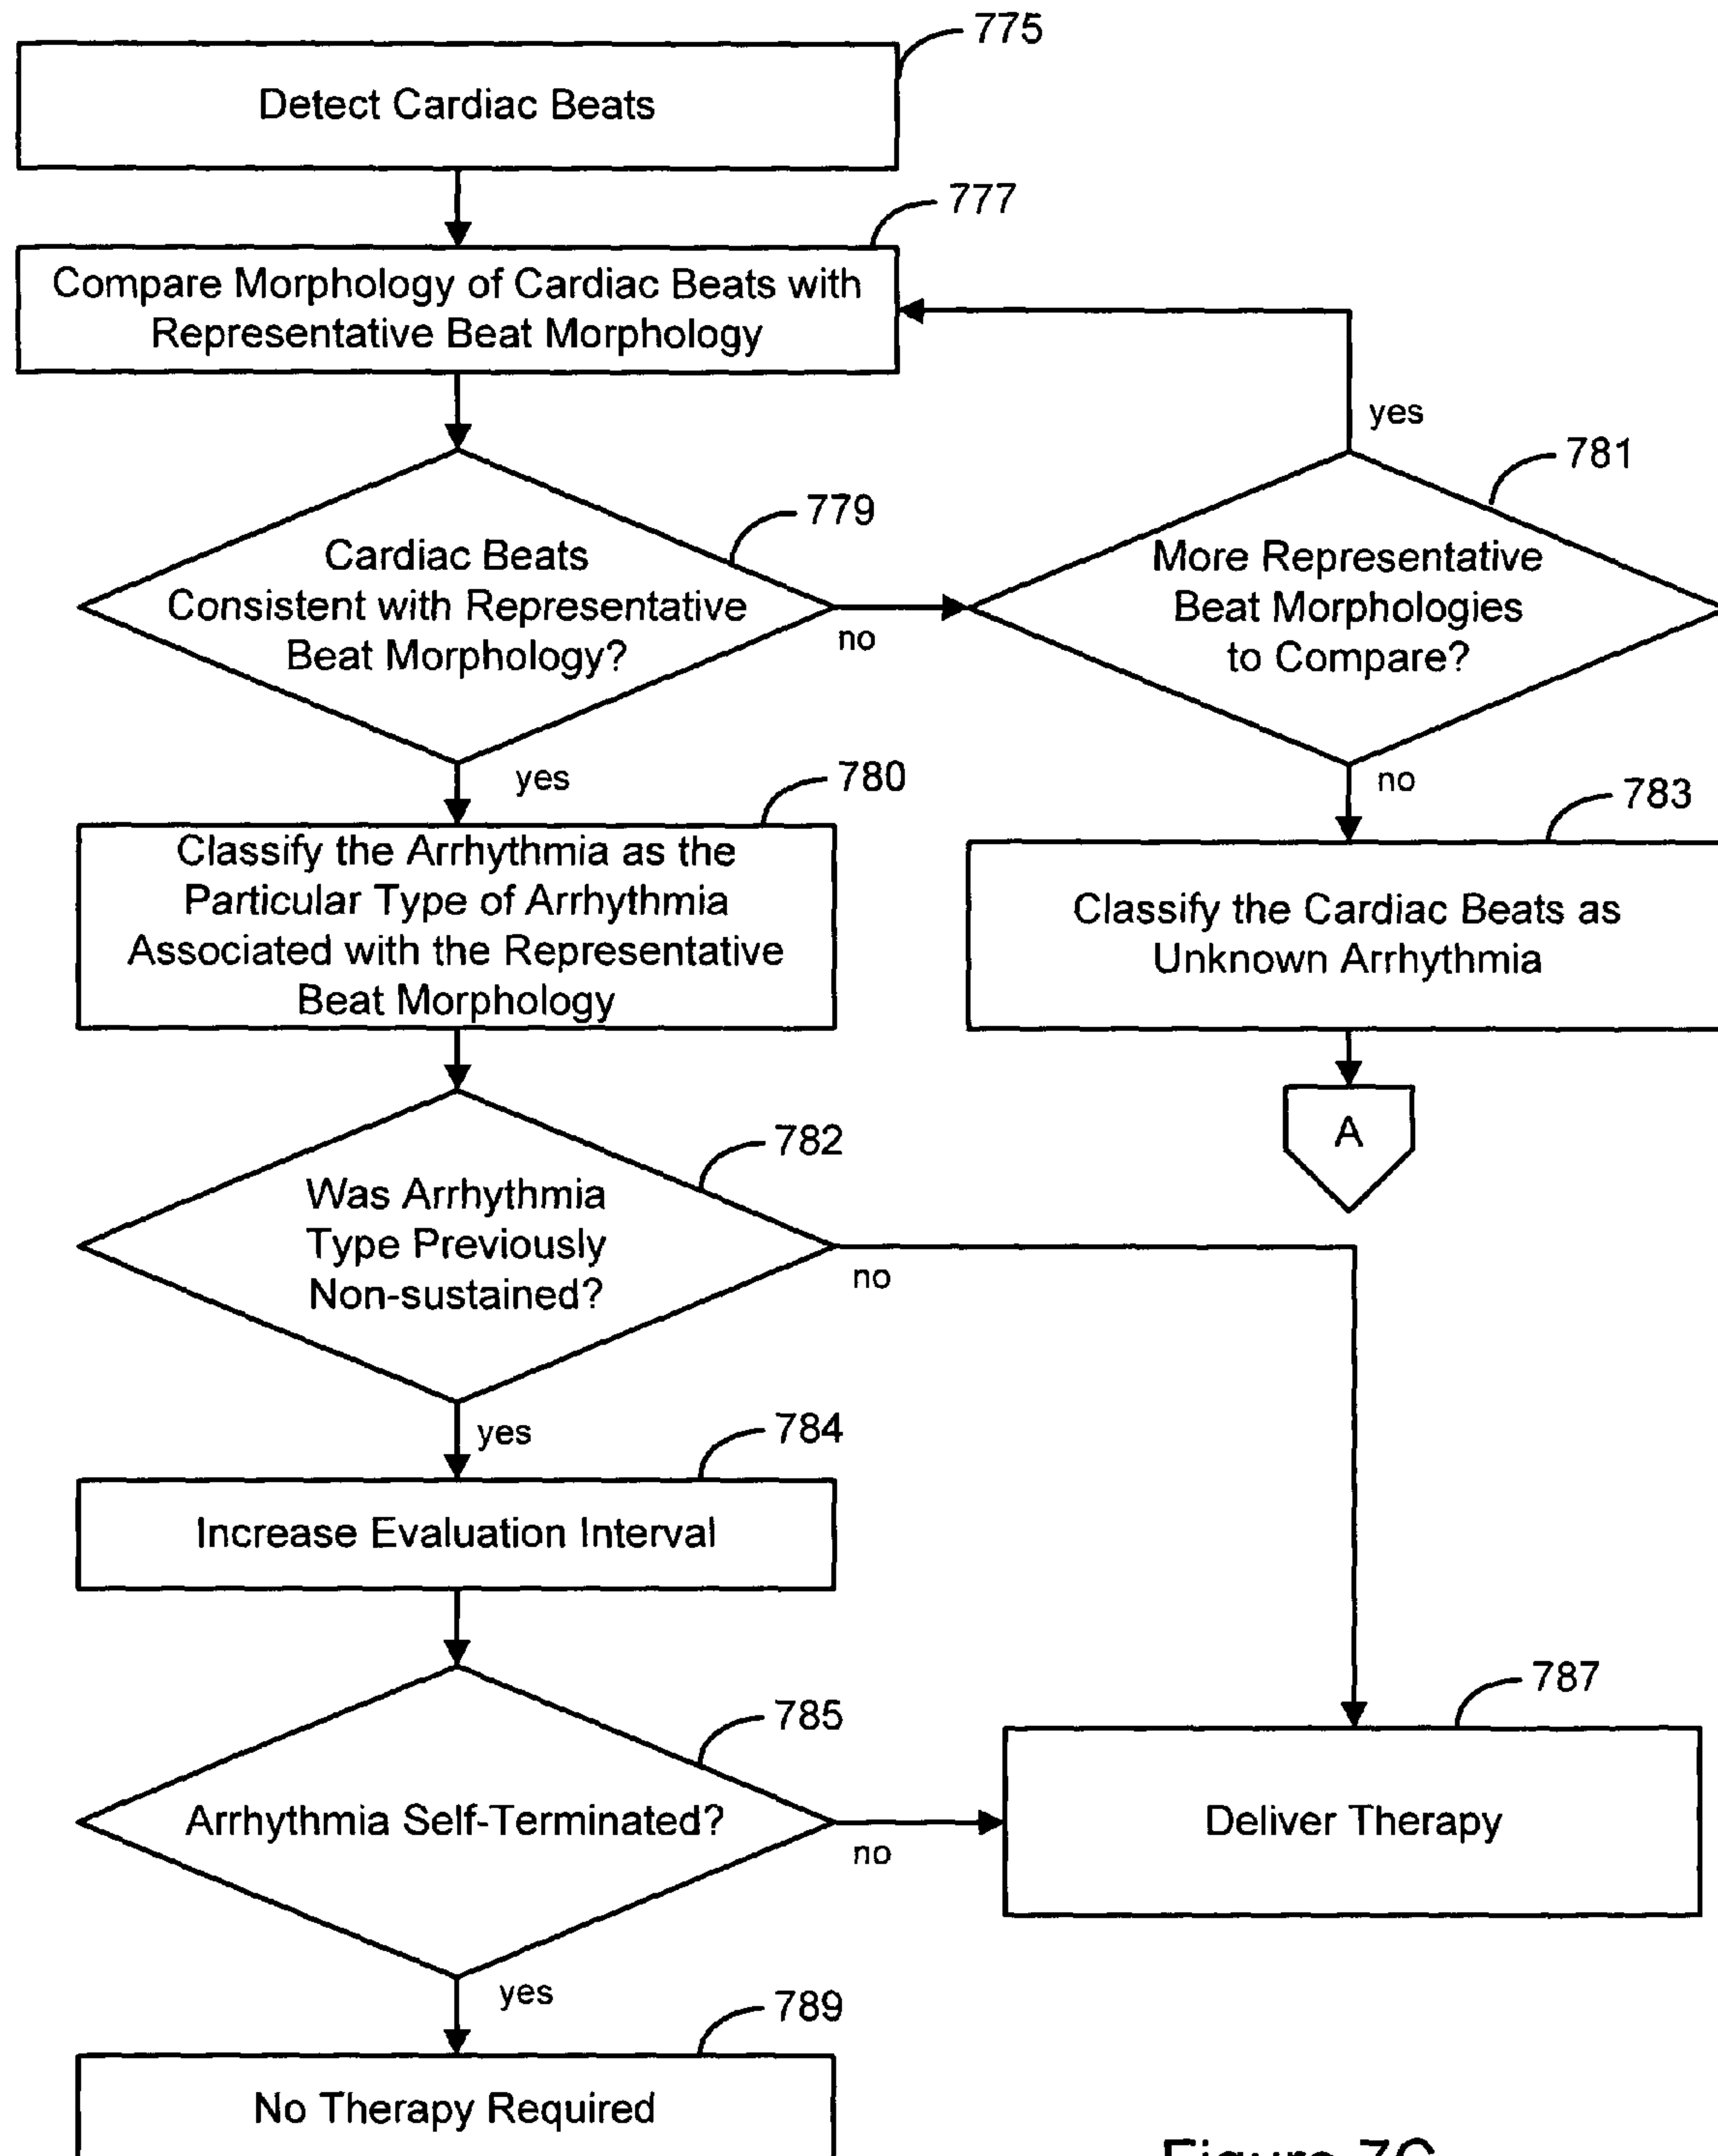 775
Detect Cardiac Beats
777
Compare Morphology of Cardiac Beats with
Representative Beat Morphology
yes
781
779
Cardiac Beats
Consistent with Representative
Beat Morphology?
no
More Representative
Beat Morphologies
to Compare?
yes
no
780
783
Classify the Arrhythmia as the
Particular Type of Arrhythmia
Associated with the Representative
Beat Morphology
Classify the Cardiac Beats as
Unknown Arrhythmia
A
782
Was Arrhythmia
Type Previously
Non-sustained?
no
yes
784
Increase Evaluation Interval
785
787
Arrhythmia Self-Terminated?
no
Deliver Therapy
yes
789
No Therapy Required
Figure 7C